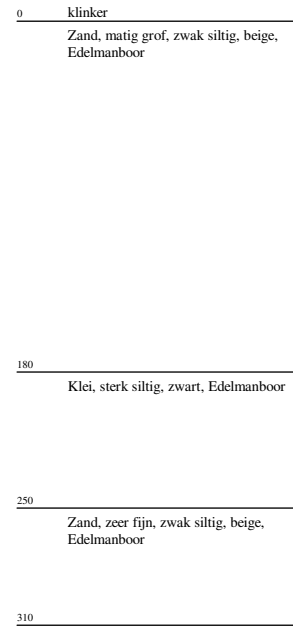 0 klinker
Zand, matig grof, zwak siltig, beige,
Edelmanboor
180
Klei, sterk siltig, zwart, Edelmanboor
250
Zand, zeer fijn, zwak siltig, beige,
Edelmanboor
310